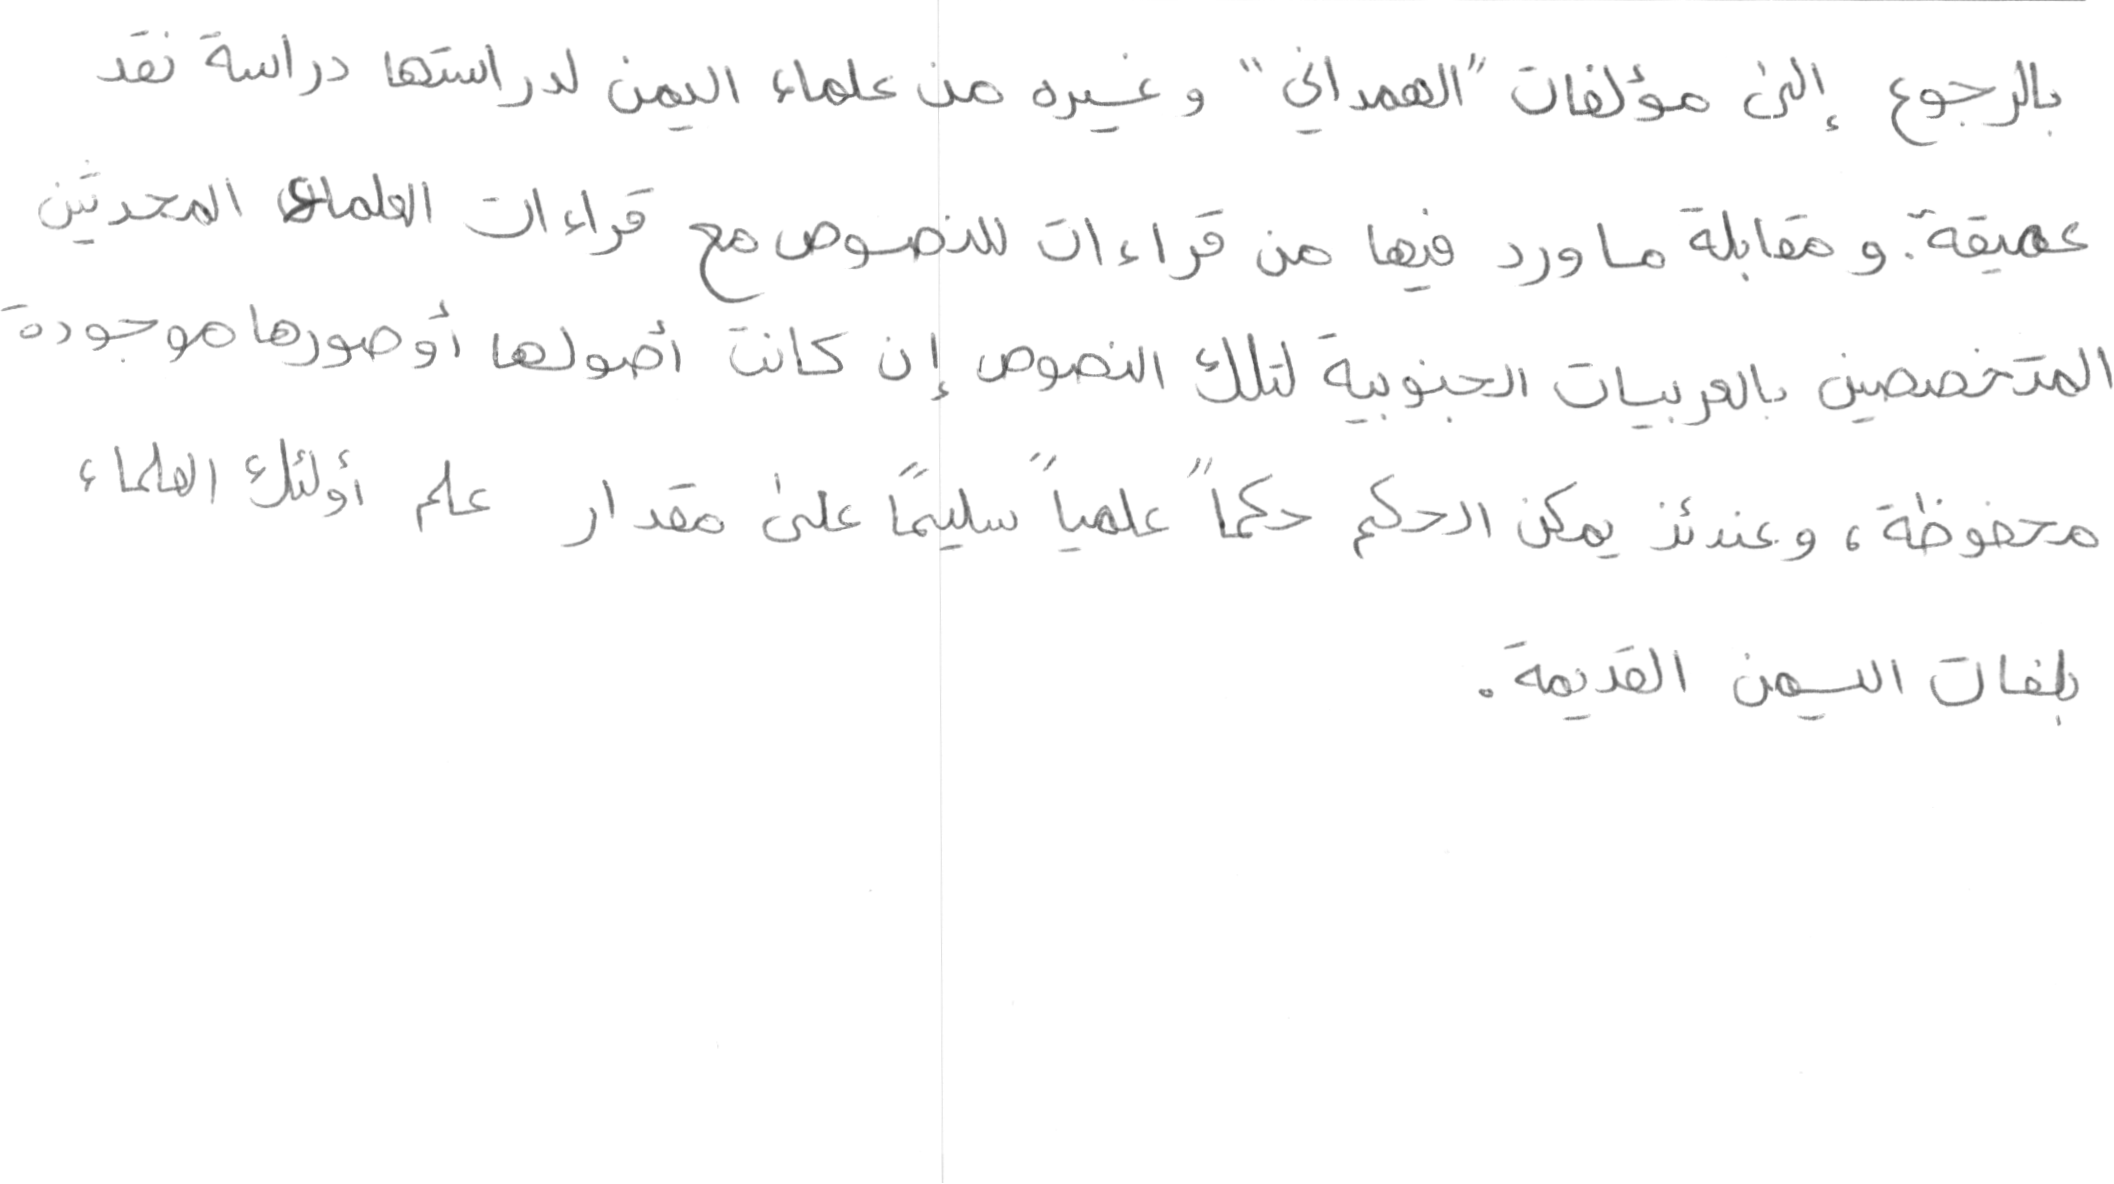 بالرجوع إلى مؤلفات "الهمداني" وغيره من علماء اليمن لدراستها دراسة نقد
عميقة. ومقابلة ما ورد فيها من قراءات للنصوص مع قراءات العلماء المحدثين
المتخصصين بالعربيات الجنوبية لتلك النصوص إن كانت أصولها أو صورها موجودة
محفوظة، وعندئذ يمكن الحكم حكماً علمياً سليمًا على مقدار علم أولئك العلماء
بلغات اليمن القديمة.